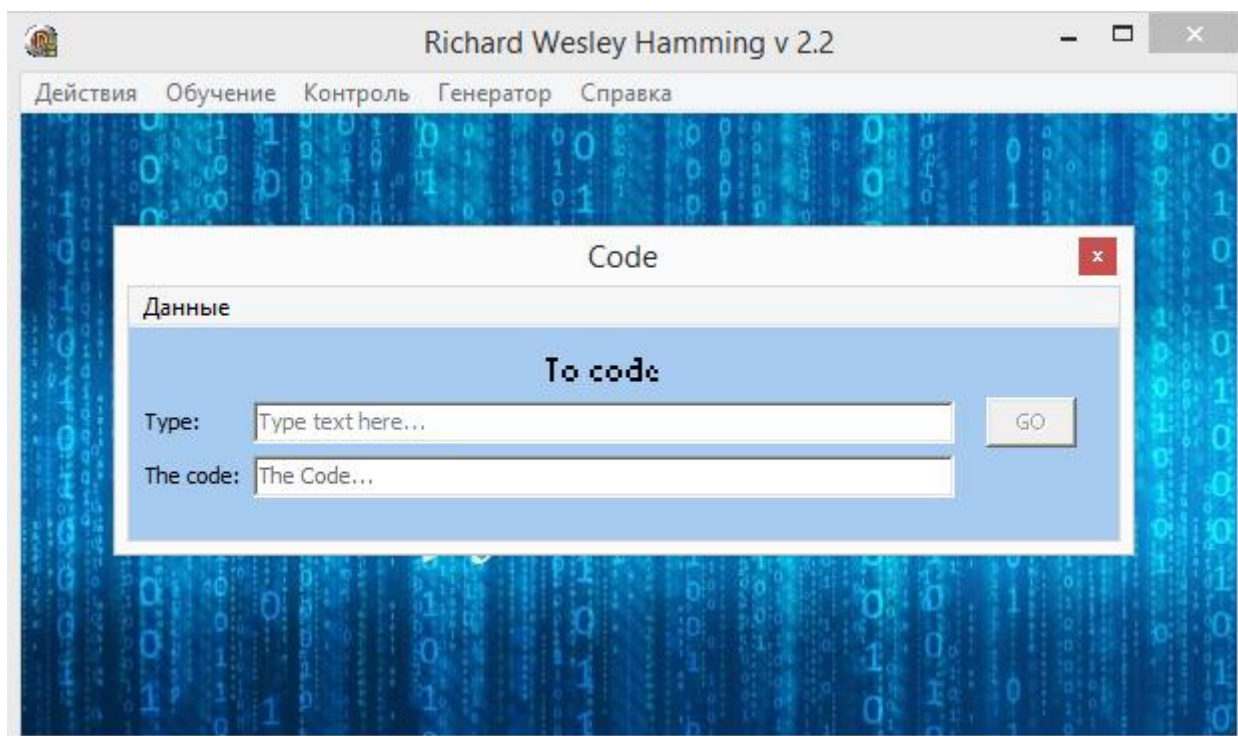 Richard Wesley Hamming v 2.2
Действия Обучение Контроль Генератор Справка
Code
Данные
To code
Type: Type text here... GO
The code: The Code...